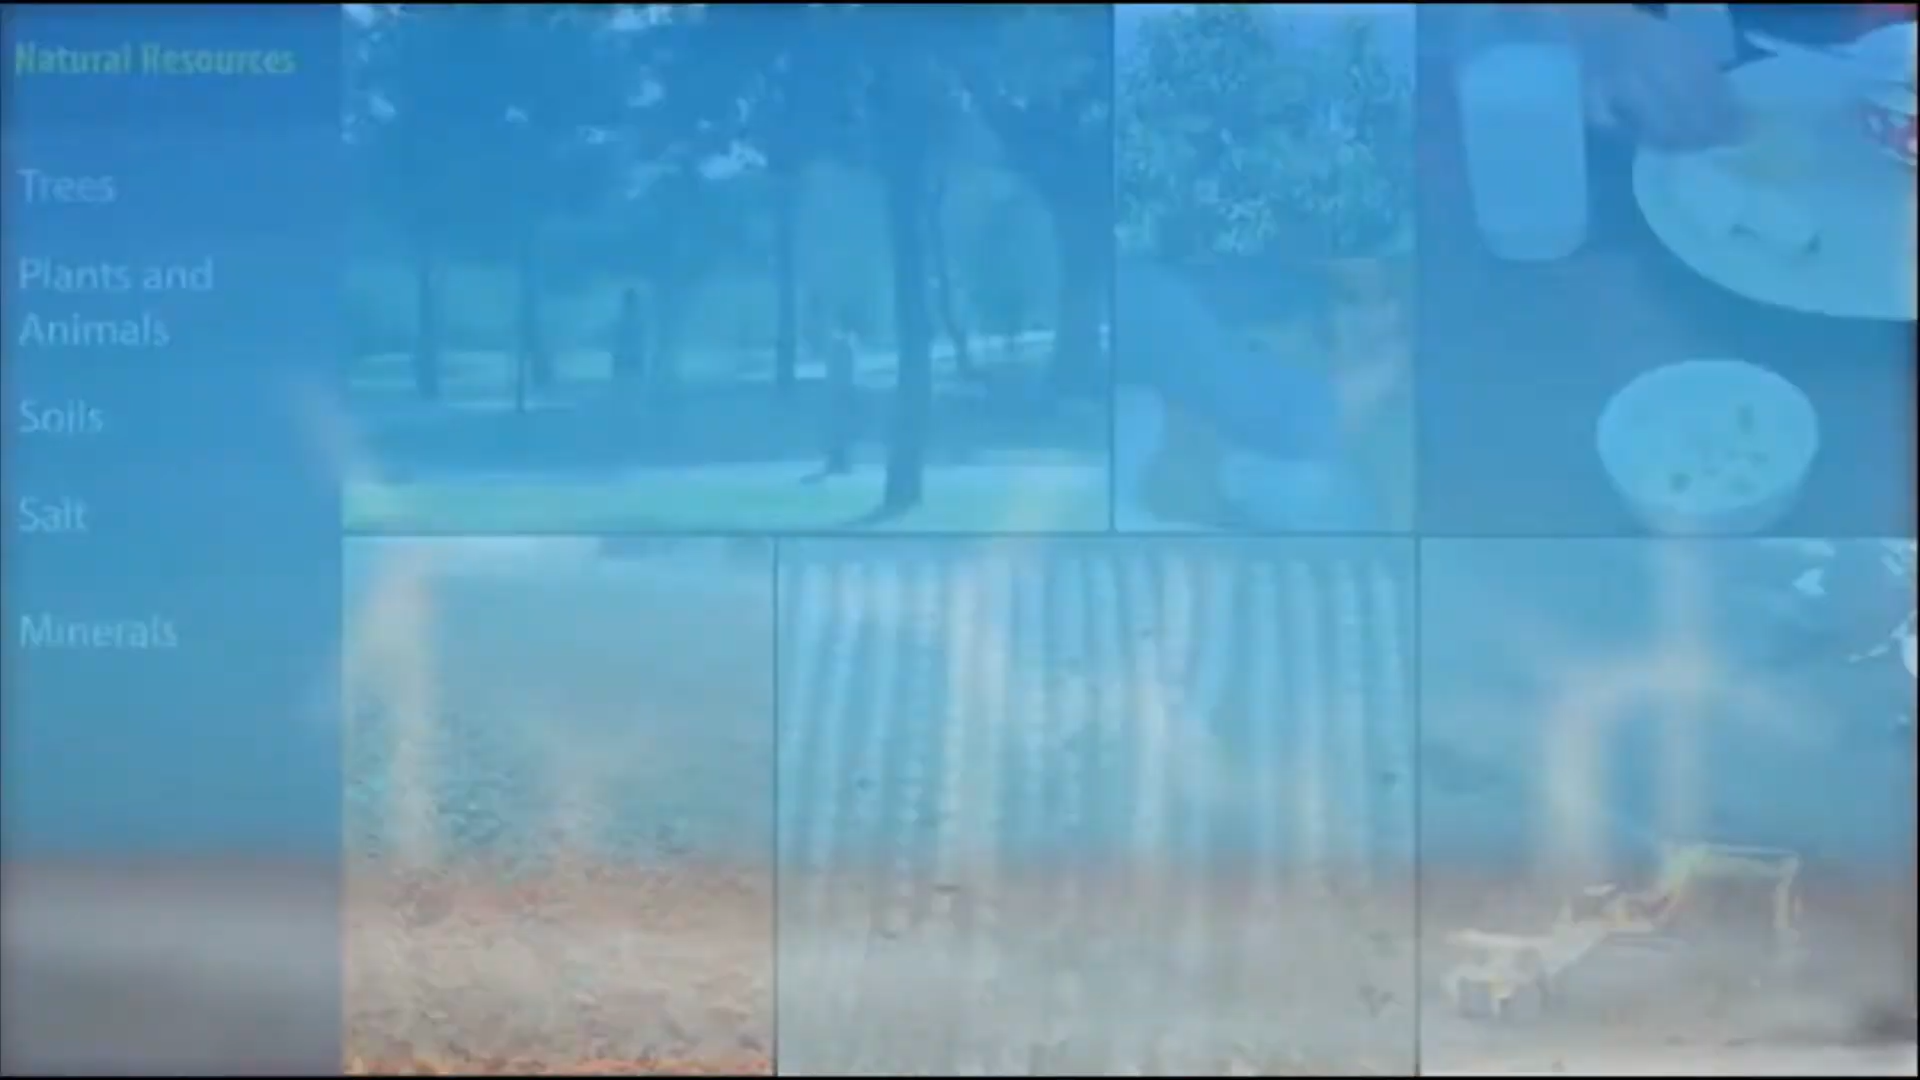 Natural Resources
Trees
Plants and
Animals
Soils
Salt
Minerals